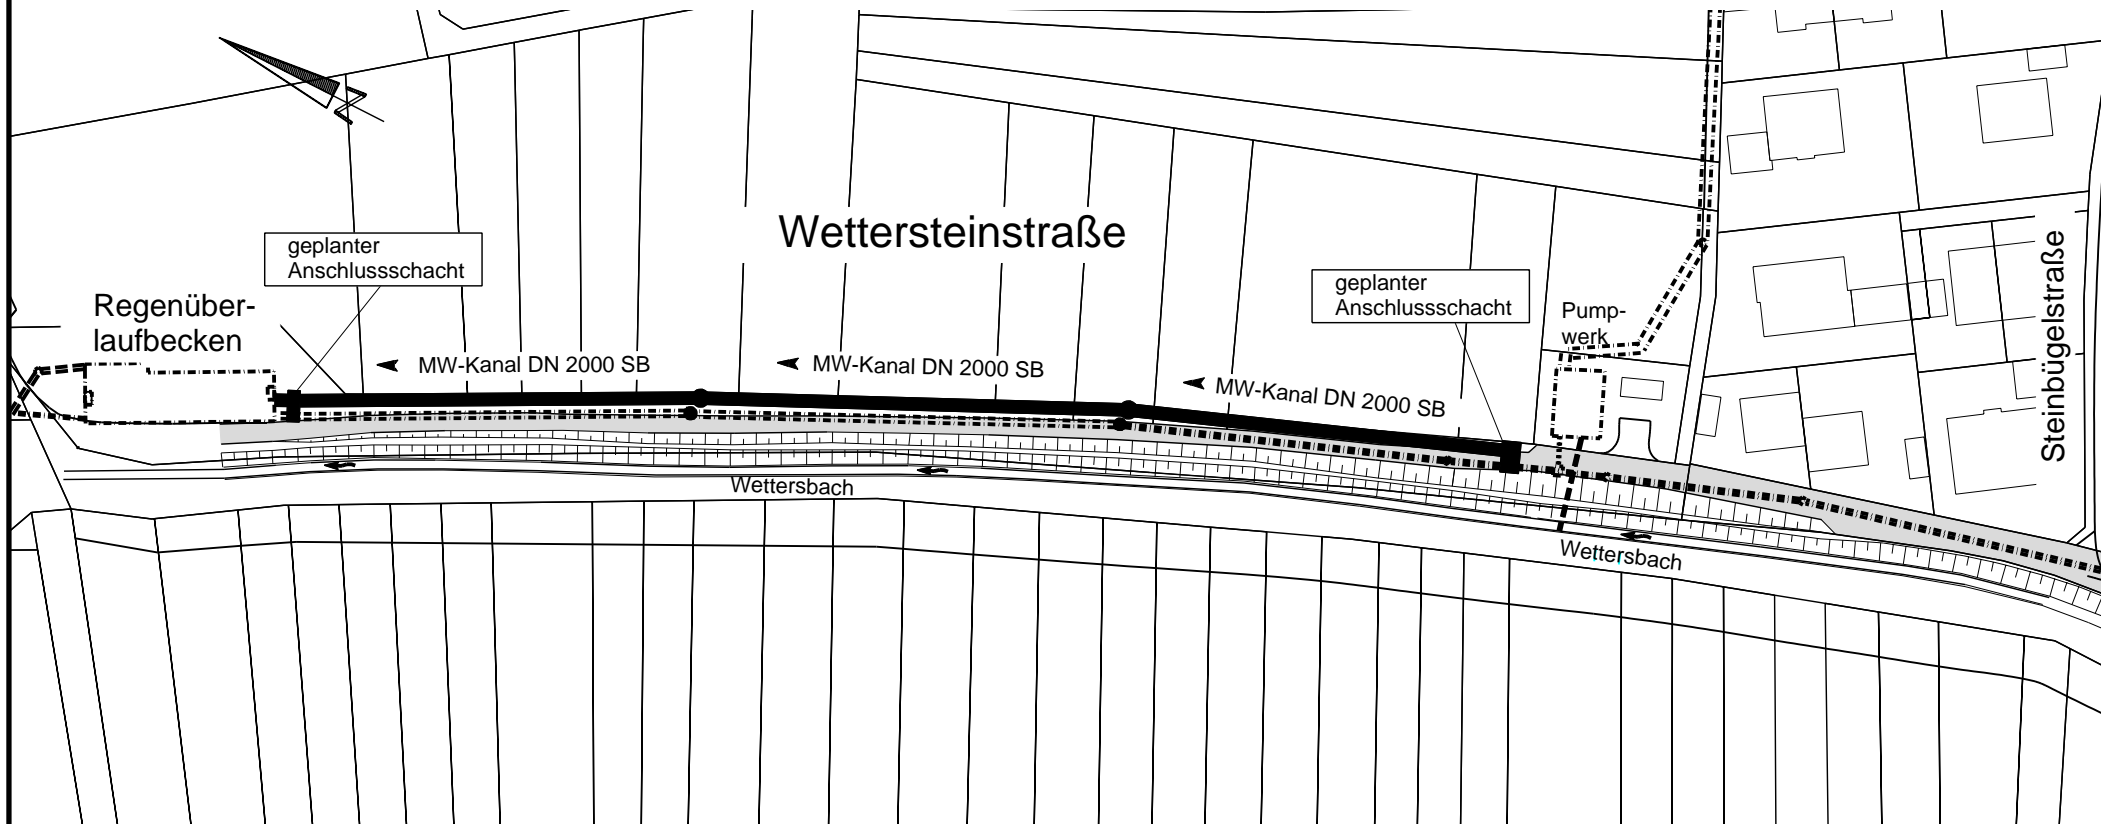 Wettersteinstraße
geplanter
Anschlussschacht
Regenüber-
laufbecken
MW-Kanal DN 2000 SB
MW-Kanal DN 2000 SB
MW-Kanal DN 2000 SB
geplanter
Anschlussschacht
Pump-
werk
Steinbügelstraße
Wettersbach
Wettersbach
N